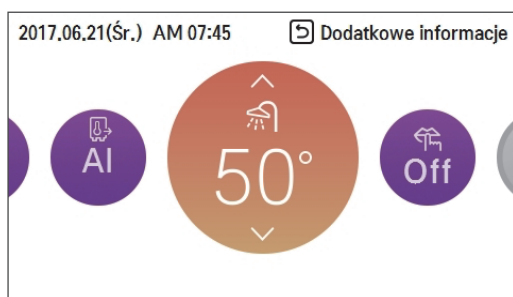 2017.06.21(Śr.) AM 07:45
Dodatkowe informacje
AI
50°
Off